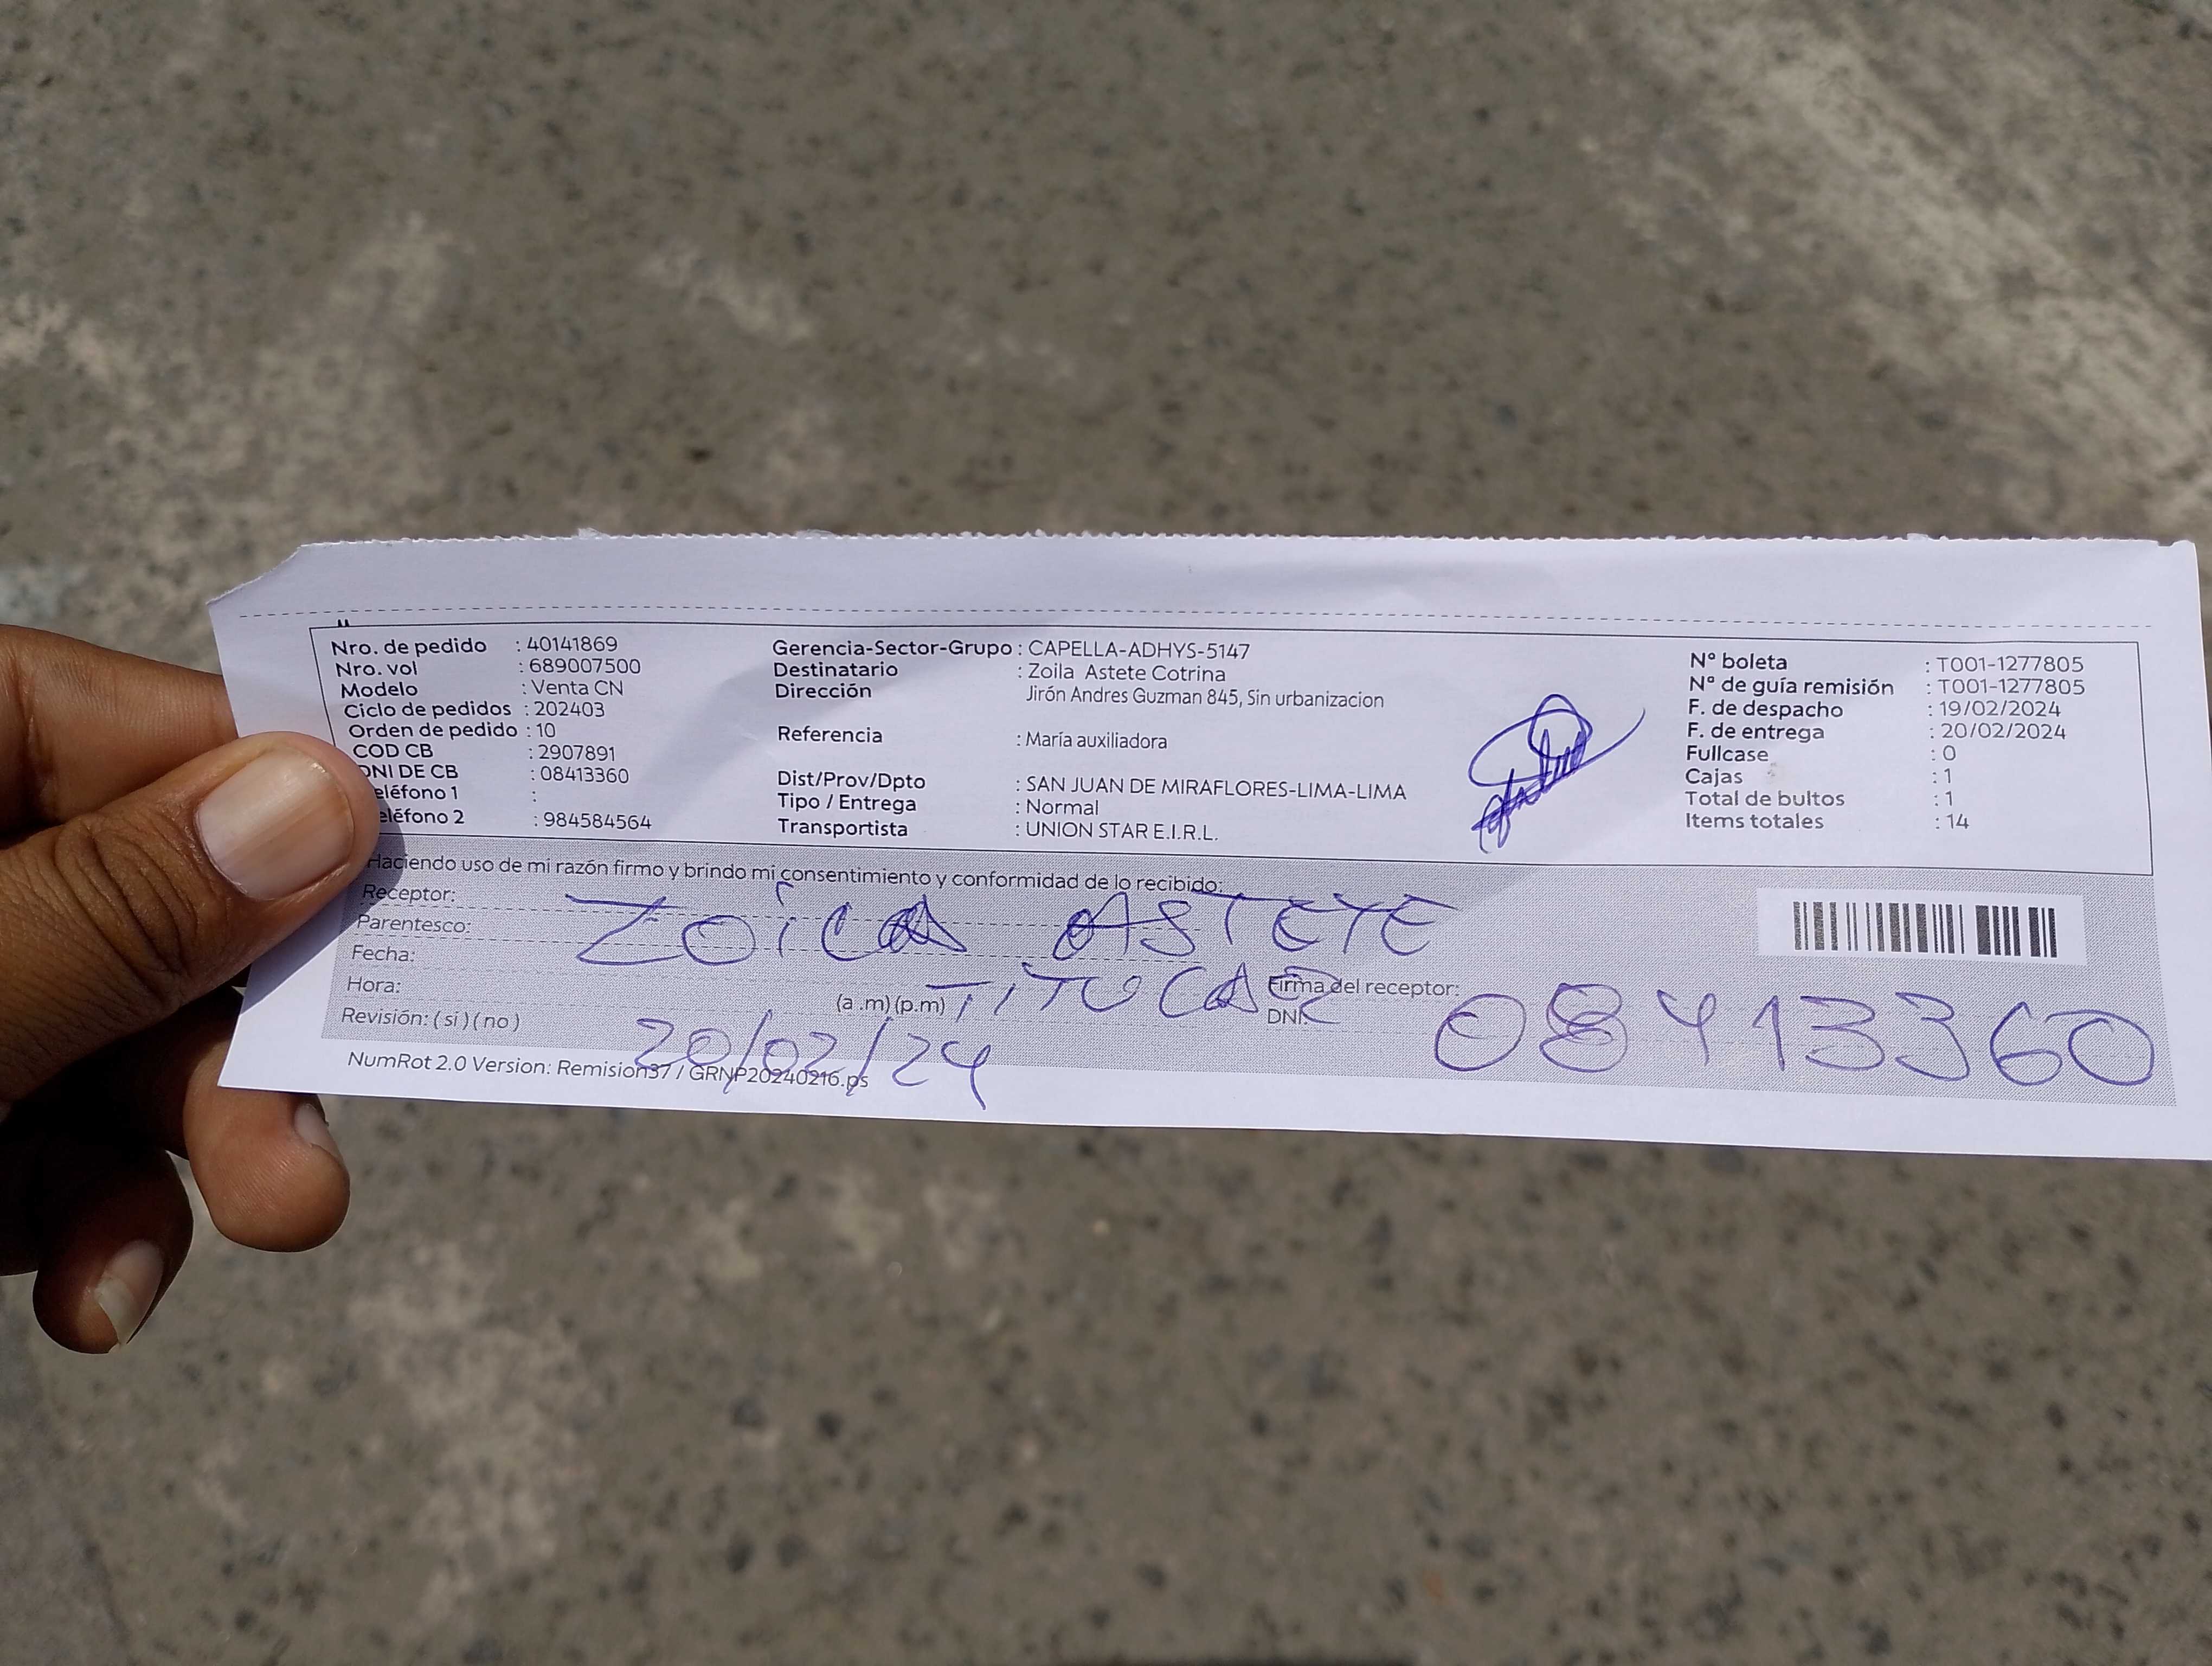 Nro. de pedido : 40141869
Nro. vol : 689007500
Modelo : Venta CN
Ciclo de pedidos : 202403
Orden de pedido : 10
COD CB : 2907891
DNI DE CB : 08413360
eléfono 1 :
eléfono 2 : 984584564
Gerencia-Sector-Grupo : CAPELLA-ADHYS-5147
Destinatario : Zoila Astete Cotrina
Dirección Jirón Andres Guzman 845, Sin urbanizacion
Referencia : María auxiliadora
Dist/Prov/Dpto : SAN JUAN DE MIRAFLORES-LIMA-LIMA
Tipo / Entrega : Normal
Transportista : UNION STAR E.I.R.L.
Nº boleta : T001-1277805
Nº de guía remisión : T001-1277805
F. de despacho : 19/02/2024
F. de entrega : 20/02/2024
Fullcase : 0
Cajas : 1
Total de bultos : 1
Items totales : 14
Haciendo uso de mi razón firmo y brindo mi consentimiento y conformidad de lo recibido:
Receptor: ZOiLA ASTETE
Parentesco:
Fecha: TITULAR
Hora: (a .m) (p.m) Firma del receptor:
Revisión: ( si ) ( no ) 20/02/24 DNI: 08413360
NumRot 2.0 Version: Remision37 / GRNP20240216.ps